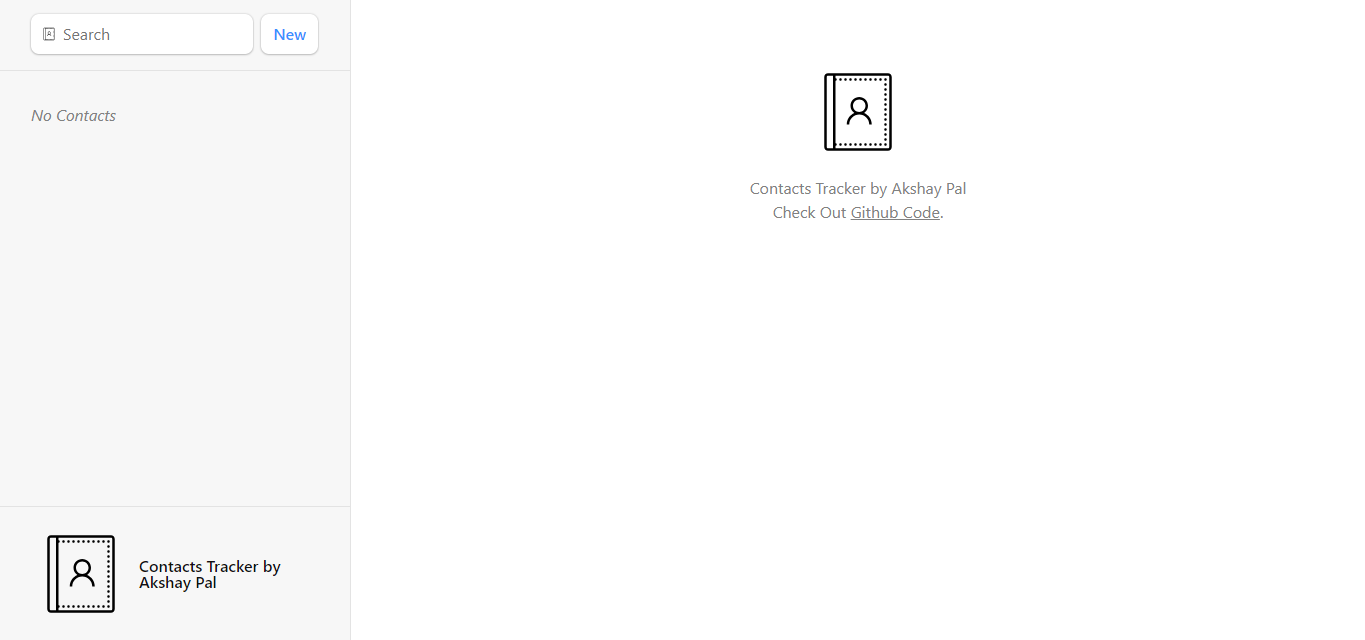 Search
New
No Contacts
Contacts Tracker by Akshay Pal
Check Out Github Code.
Contacts Tracker by
Akshay Pal